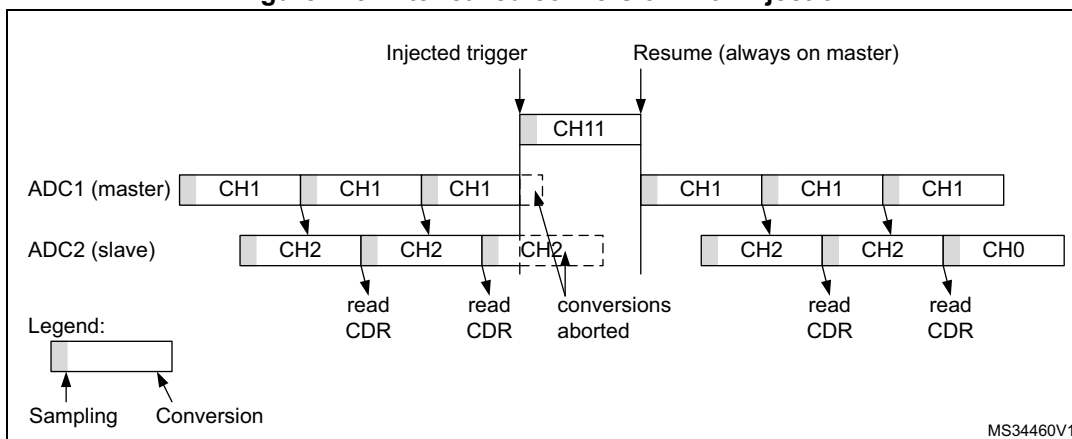 Injected trigger Resume (always on master)
CH11
ADC1 (master) CH1 CH1 CH1 CH1 CH1 CH1
ADC2 (slave) CH2 CH2 CH2 CH2 CH2 CH0
read read conversions read read
CDR CDR aborted CDR CDR
Legend:
Sampling Conversion
MS34460V1